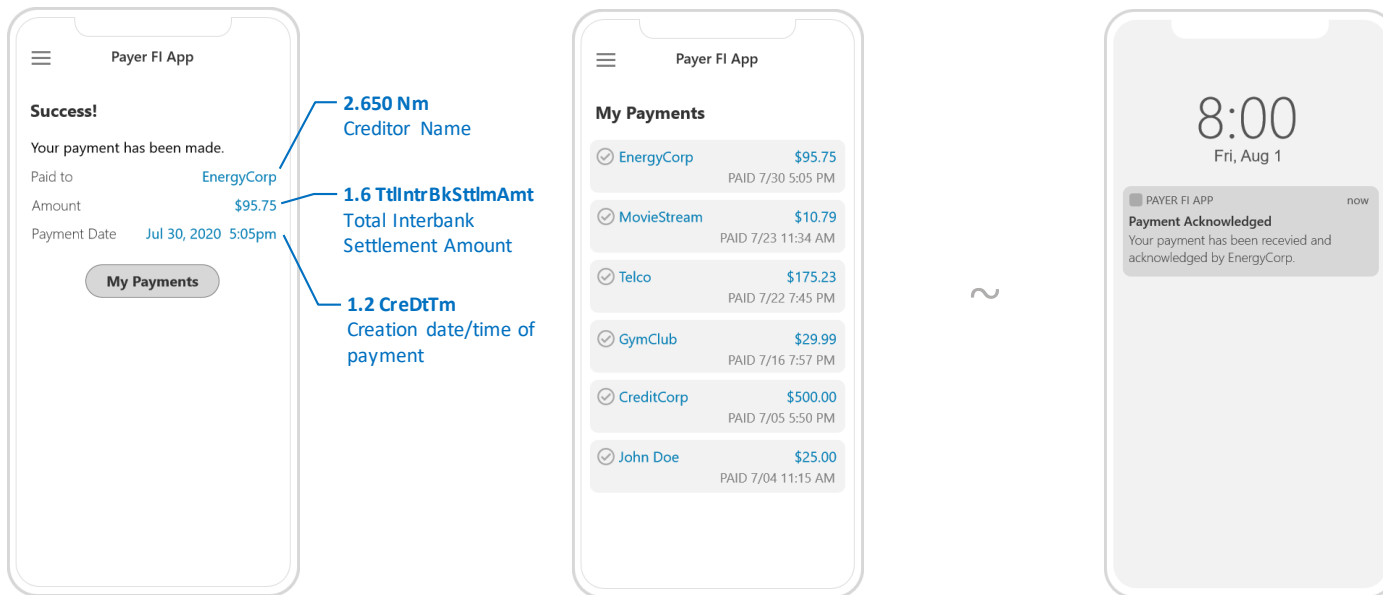 Payer FI App
Success!
Your payment has been made.
Paid to EnergyCorp
Amount $95.75
Payment Date Jul 30, 2020 5:05pm
My Payments
2.650 Nm
Creditor Name
1.6 TtlIntrBkSttlmAmt
Total Interbank
Settlement Amount
1.2 CreDtTm
Creation date/time of
payment
Payer FI App
My Payments
EnergyCorp $95.75
PAID 7/30 5:05 PM
MovieStream $10.79
PAID 7/23 11:34 AM
Telco $175.23
PAID 7/22 7:45 PM
GymClub $29.99
PAID 7/16 7:57 PM
CreditCorp $500.00
PAID 7/05 5:50 PM
John Doe $25.00
PAID 7/04 11:15 AM
~
8:00
Fri, Aug 1
PAYER FI APP now
Payment Acknowledged
Your payment has been recevied and
acknowledged by EnergyCorp.